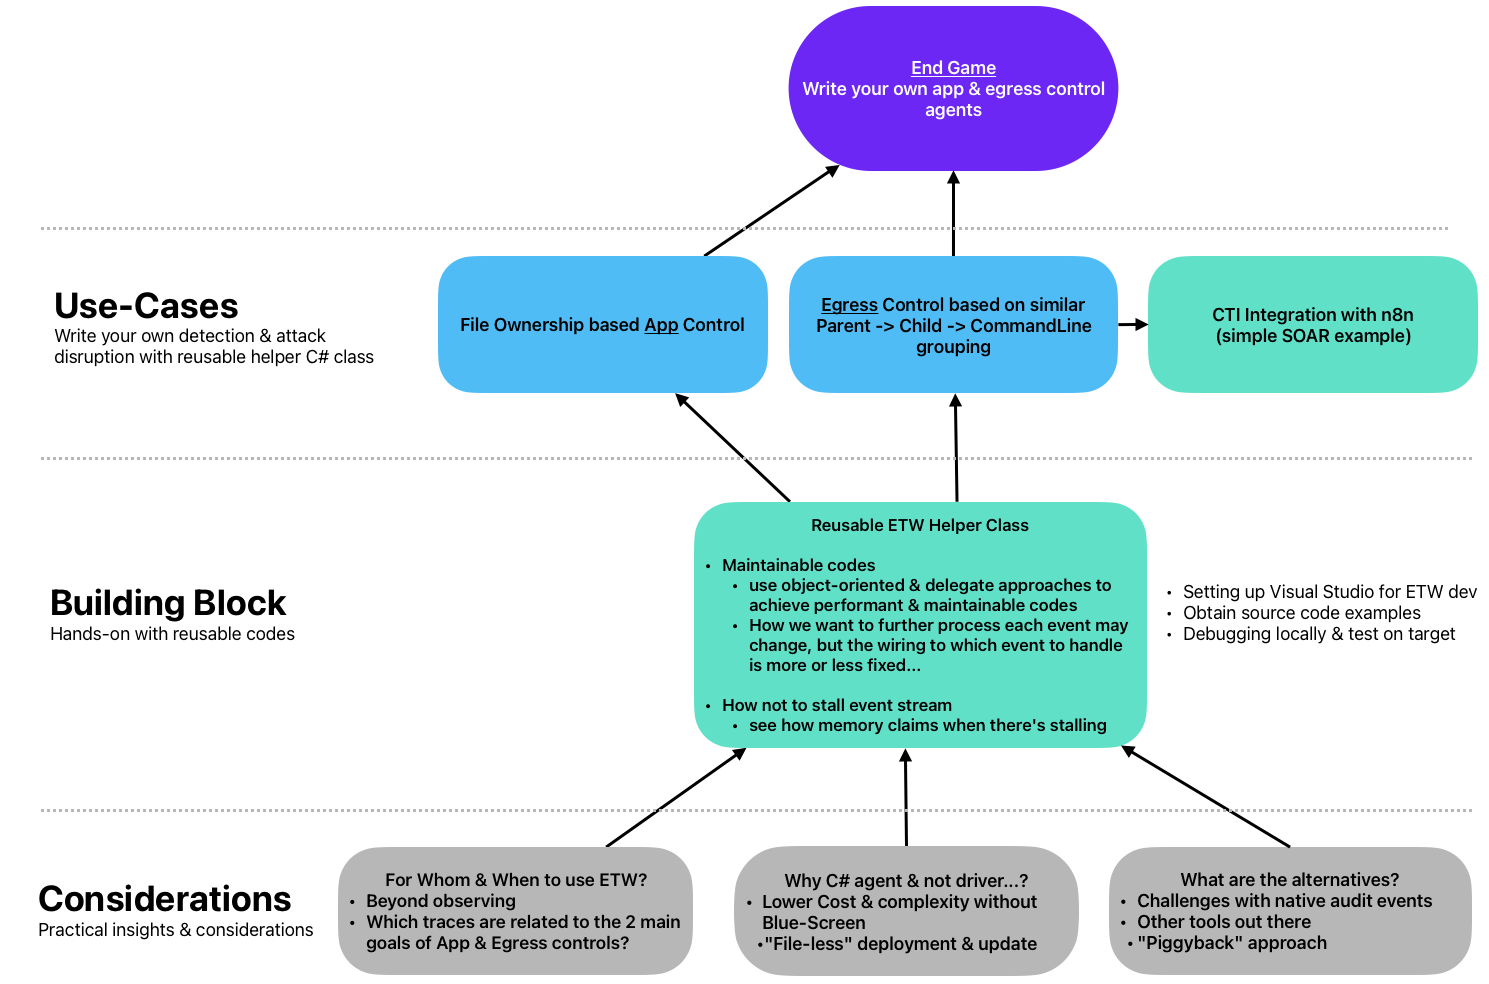 End Game
Write your own app & egress control
agents
Use-Cases
Write your own detection & attack
disruption with reusable helper C# class
File Ownership based App Control
Egress Control based on similar
Parent -> Child -> CommandLine
grouping
CTI Integration with n8n
(simple SOAR example)
Building Block
Hands-on with reusable codes
Reusable ETW Helper Class
• Maintainable codes
• use object-oriented & delegate approaches to
achieve performant & maintainable codes
• How we want to further process each event may
change, but the wiring to which event to handle
is more or less fixed...
• How not to stall event stream
• see how memory claims when there's stalling
• Setting up Visual Studio for ETW dev
• Obtain source code examples
• Debugging locally & test on target
Considerations
Practical insights & considerations
For Whom & When to use ETW?
• Beyond observing
• Which traces are related to the 2 main
goals of App & Egress controls?
Why C# agent & not driver...?
• Lower Cost & complexity without
Blue-Screen
• "File-less" deployment & update
What are the alternatives?
• Challenges with native audit events
• Other tools out there
• "Piggyback" approach